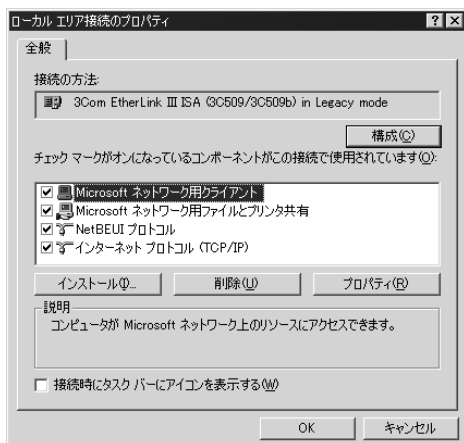 ローカル エリア接続のプロパティ
全般
接続の方法:
3Com EtherLink III ISA (3C509/3C509b) in Legacy mode
構成(C)
チェック マークがオンになっているコンポーネントがこの接続で使用されています(O):
Microsoft ネットワーク用クライアント
Microsoft ネットワーク用ファイルとプリンタ共有
NetBEUI プロトコル
インターネット プロトコル (TCP/IP)
インストール(I)... 削除(U) プロパティ(R)
説明
コンピュータが Microsoft ネットワーク上のリソースにアクセスできます。
接続時にタスク バーにアイコンを表示する(W)
OK キャンセル